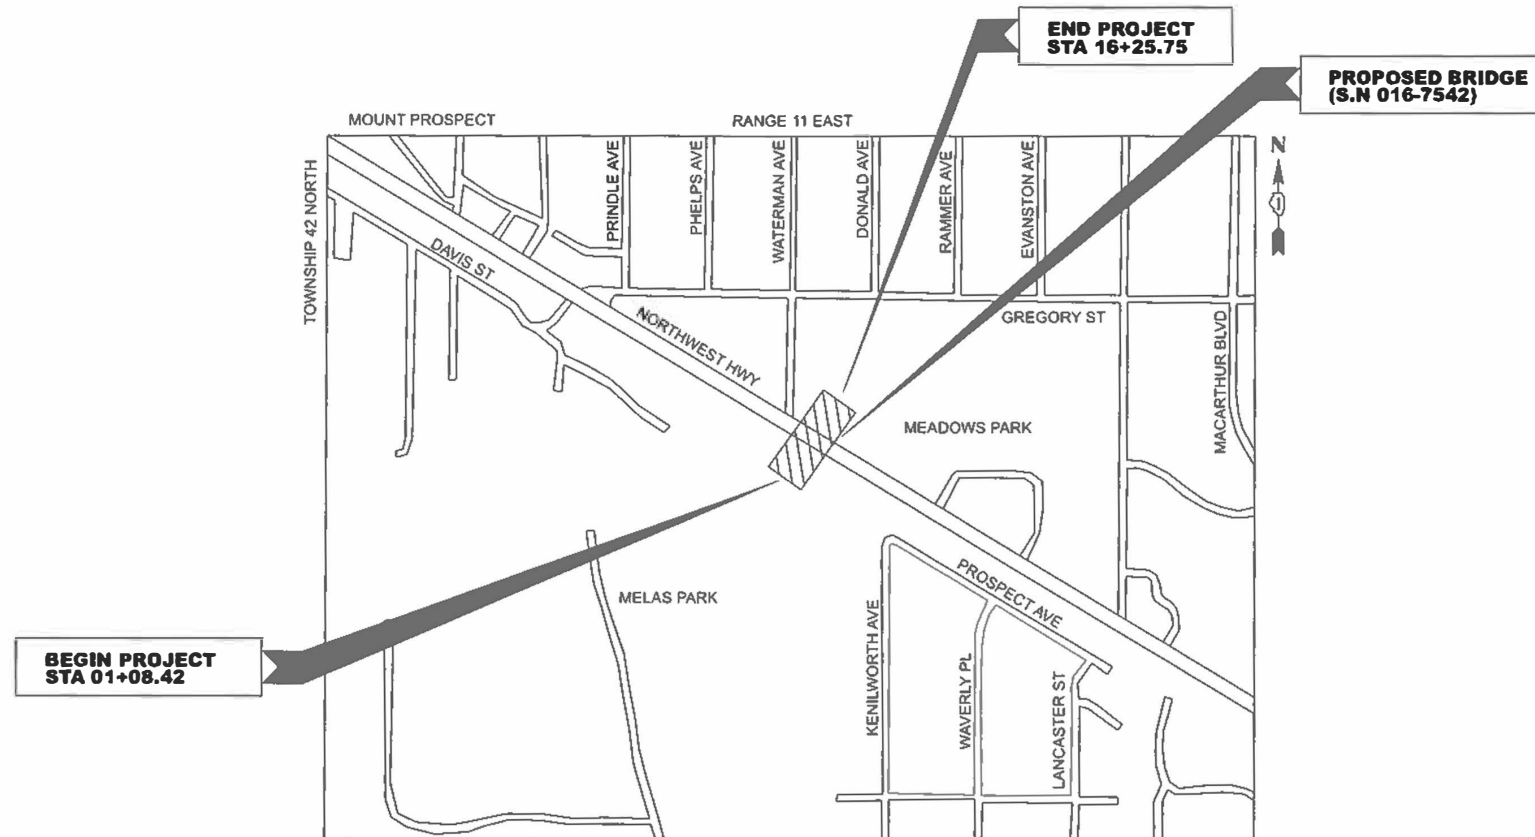 END PROJECT
STA 16+25.75
PROPOSED BRIDGE
(S.N 016-7542)
MOUNT PROSPECT
RANGE 11 EAST
N
TOWNSHIP 42 NORTH
PRINDLE AVE
PHELPS AVE
WATERMAN AVE
DONALD AVE
RAMMER AVE
EVANSTON AVE
DAVIS ST
NORTHWEST HWY
GREGORY ST
MACARTHUR BLVD
MEADOWS PARK
MELAS PARK
PROSPECT AVE
KENILWORTH AVE
WAVERLY PL
LANCASTER ST
BEGIN PROJECT
STA 01+08.42